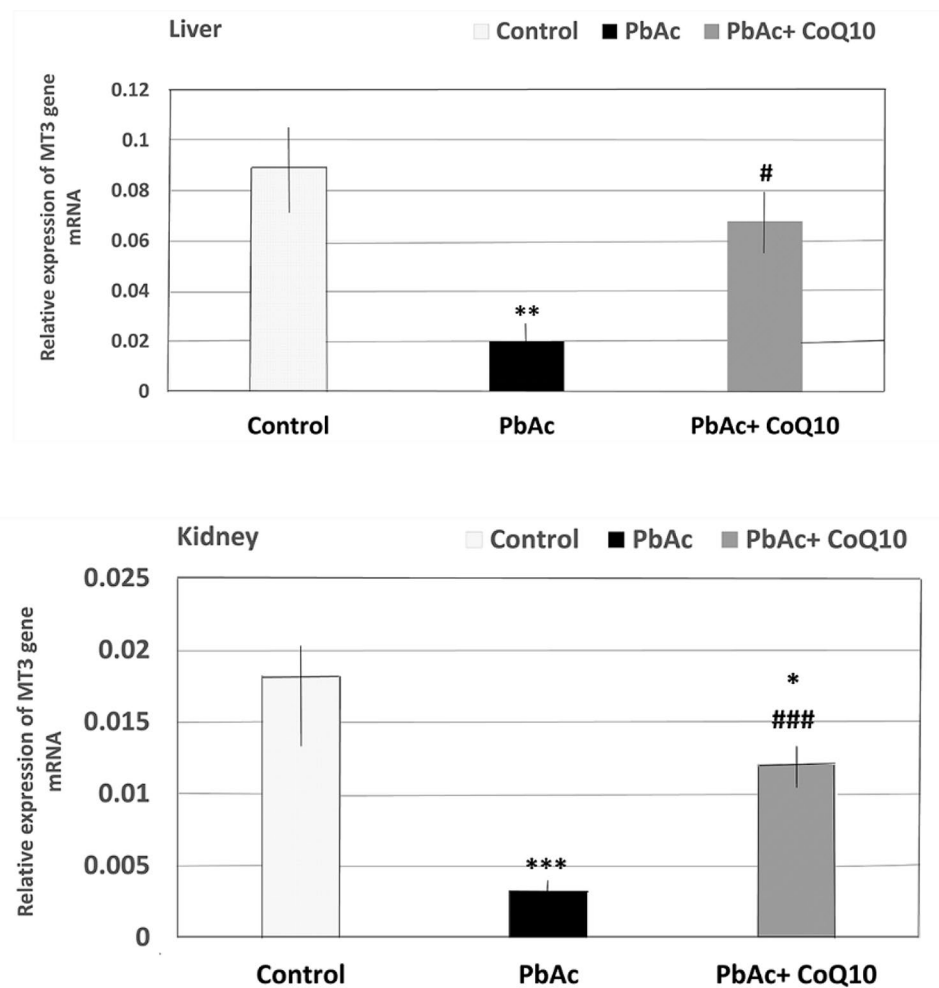 Liver
Control PbAc PbAc+ CoQ10
Relative expression of MT3 gene
mRNA
0.12
0.1
0.08
0.06
0.04
0.02
0
#
**
Control PbAc PbAc+ CoQ10
Kidney
Control PbAc PbAc+ CoQ10
Relative expression of MT3 gene
mRNA
0.025
0.02
0.015
0.01
0.005
0
*
###
***
Control PbAc PbAc+ CoQ10